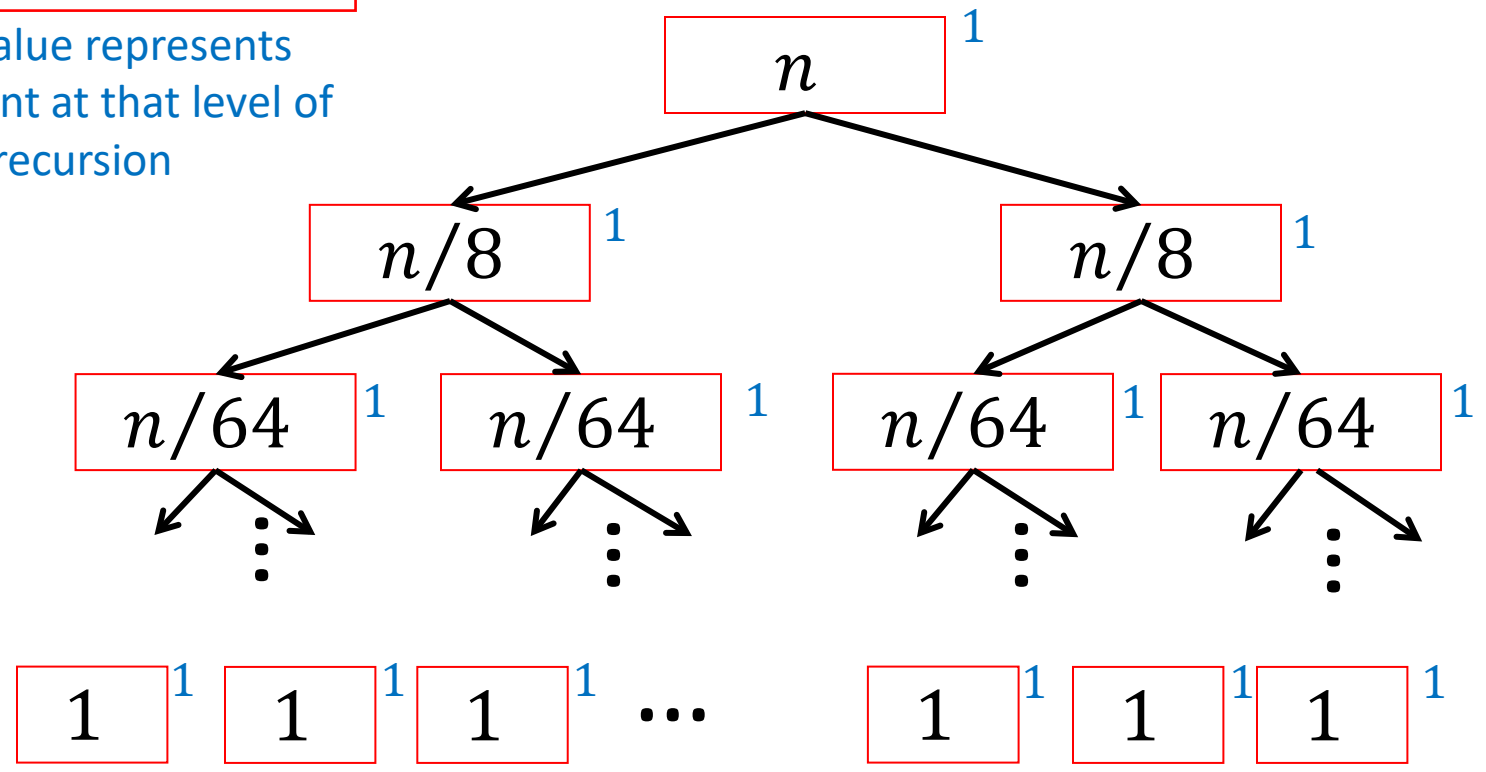 alue represents
nt at that level of
recursion
n 1
n/8 1 n/8 1
n/64 1 n/64 1 n/64 1 n/64 1
1 1 1 1 1 1 ... 1 1 1 1 1 1